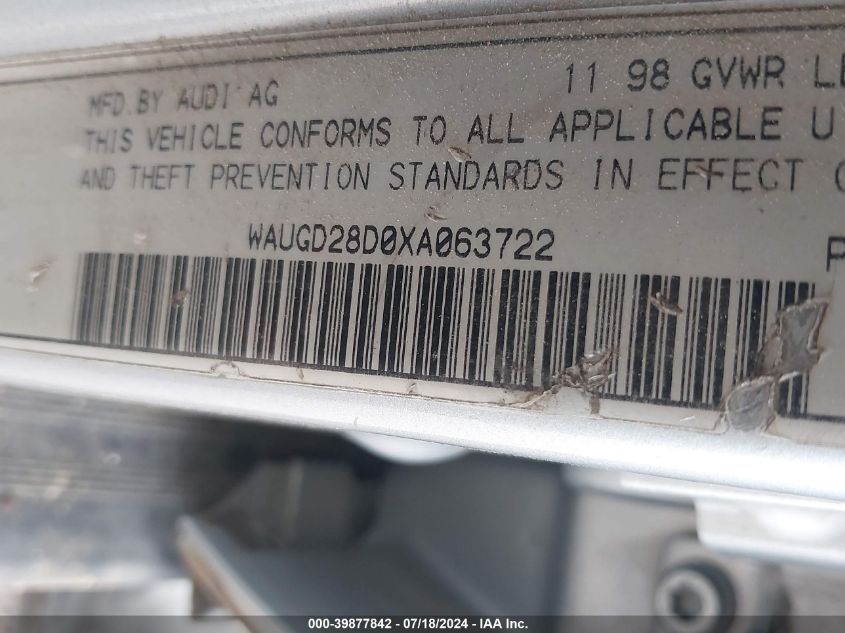 MFD.BY AUDI AG 11 98 GVWR
THIS VEHICLE CONFORMS TO ALL APPLICABLE U
AND THEFT PREVENTION STANDARDS IN EFFECT
WAUGD28D0XA063722 P
000-39877842 | 07/18/2024 | IAA Inc.